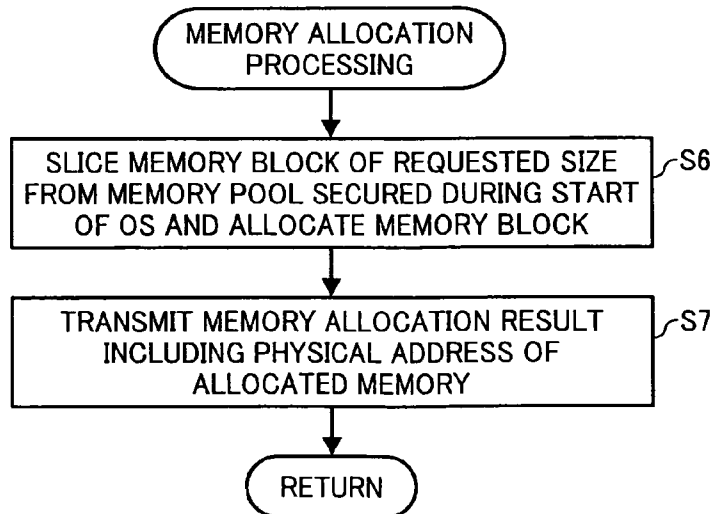 MEMORY ALLOCATION
PROCESSING
SLICE MEMORY BLOCK OF REQUESTED SIZE
FROM MEMORY POOL SECURED DURING START
OF OS AND ALLOCATE MEMORY BLOCK
S6
TRANSMIT MEMORY ALLOCATION RESULT
INCLUDING PHYSICAL ADDRESS OF
ALLOCATED MEMORY
S7
RETURN